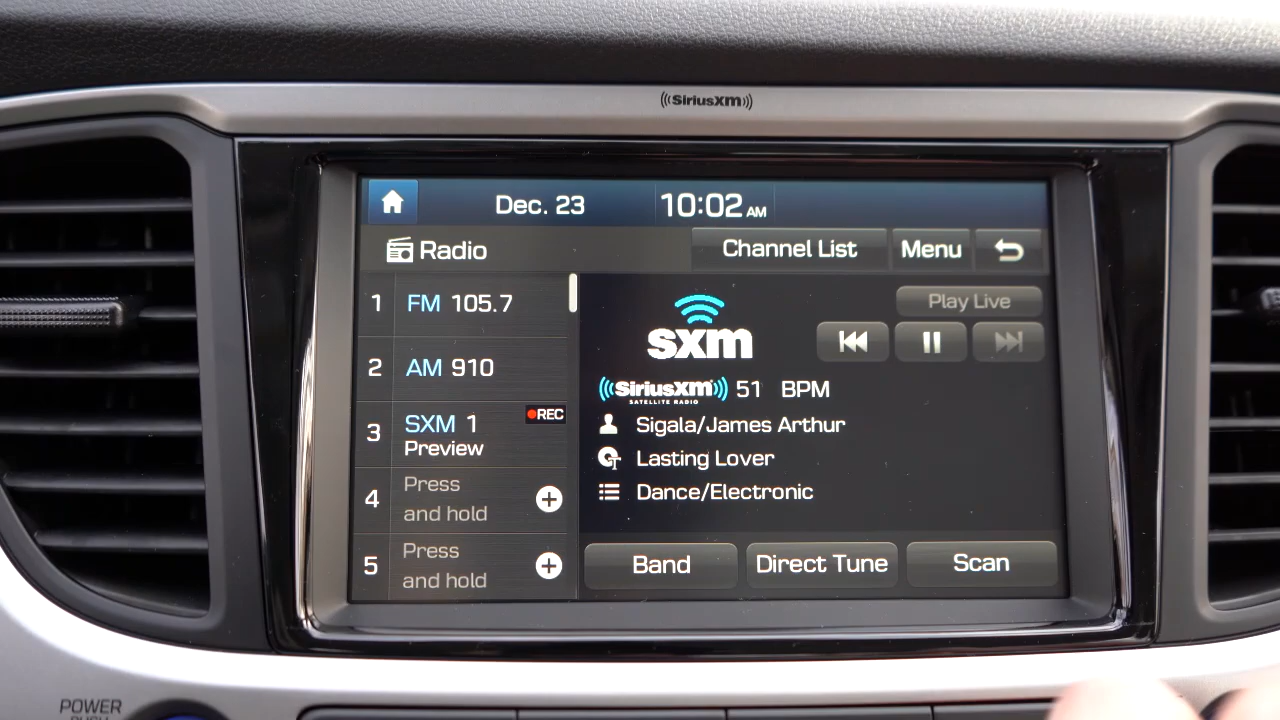 SiriusXM
Dec. 23 10:02 AM
Radio Channel List Menu
1 FM 105.7
Play Live
sxm
2 AM 910
SiriusXM 51 BPM
SATELLITE RADIO
3 SXM 1 REC
Preview
Sigala/James Arthur
Lasting Lover
Dance/Electronic
4 Press
and hold
5 Press
and hold
Band Direct Tune Scan
POWER
PUSH